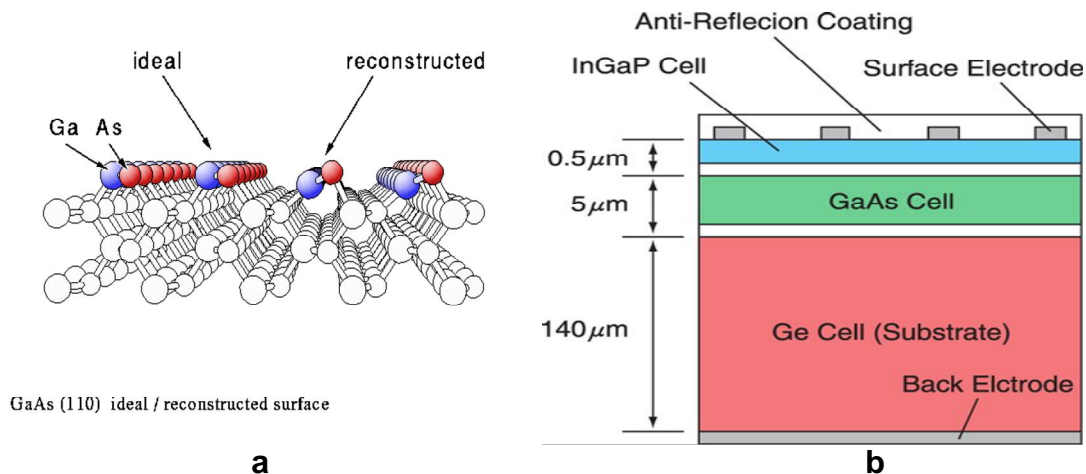 ideal
reconstructed
Ga As
GaAs (110) ideal / reconstructed surface
a
Anti-Reflecion Coating
InGaP Cell
Surface Electrode
0.5μm
5μm
GaAs Cell
140μm
Ge Cell (Substrate)
Back Elctrode
b